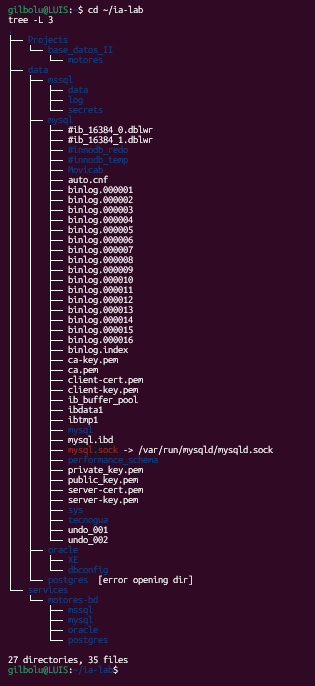 gilbolu@LUIS:~$ cd ~/ia-lab
tree -L 3
.
├── Projects
│   └── base_datos_II
│       └── motores
├── data
│   ├── mssql
│   │   ├── data
│   │   ├── log
│   │   └── secrets
│   ├── mysql
│   │   ├── #ib_16384_0.dblwr
│   │   ├── #ib_16384_1.dblwr
│   │   ├── #innodb_redo
│   │   ├── #innodb_temp
│   │   ├── Movicab
│   │   ├── auto.cnf
│   │   ├── binlog.000001
│   │   ├── binlog.000002
│   │   ├── binlog.000003
│   │   ├── binlog.000004
│   │   ├── binlog.000005
│   │   ├── binlog.000006
│   │   ├── binlog.000007
│   │   ├── binlog.000008
│   │   ├── binlog.000009
│   │   ├── binlog.000010
│   │   ├── binlog.000011
│   │   ├── binlog.000012
│   │   ├── binlog.000013
│   │   ├── binlog.000014
│   │   ├── binlog.000015
│   │   ├── binlog.000016
│   │   ├── binlog.index
│   │   ├── ca-key.pem
│   │   ├── ca.pem
│   │   ├── client-cert.pem
│   │   ├── client-key.pem
│   │   ├── ib_buffer_pool
│   │   ├── ibdata1
│   │   ├── ibtmp1
│   │   ├── mysql
│   │   ├── mysql.ibd
│   │   ├── mysql.sock -> /var/run/mysqld/mysqld.sock
│   │   ├── performance_schema
│   │   ├── private_key.pem
│   │   ├── public_key.pem
│   │   ├── server-cert.pem
│   │   ├── server-key.pem
│   │   ├── sys
│   │   ├── tecnogua
│   │   ├── undo_001
│   │   └── undo_002
│   ├── oracle
│   │   ├── XE
│   │   └── dbconfig
│   └── postgres  [error opening dir]
└── services
    └── motores-bd
        ├── mssql
        ├── mysql
        ├── oracle
        └── postgres
27 directories, 35 files
gilbolu@LUIS:~/ia-lab$